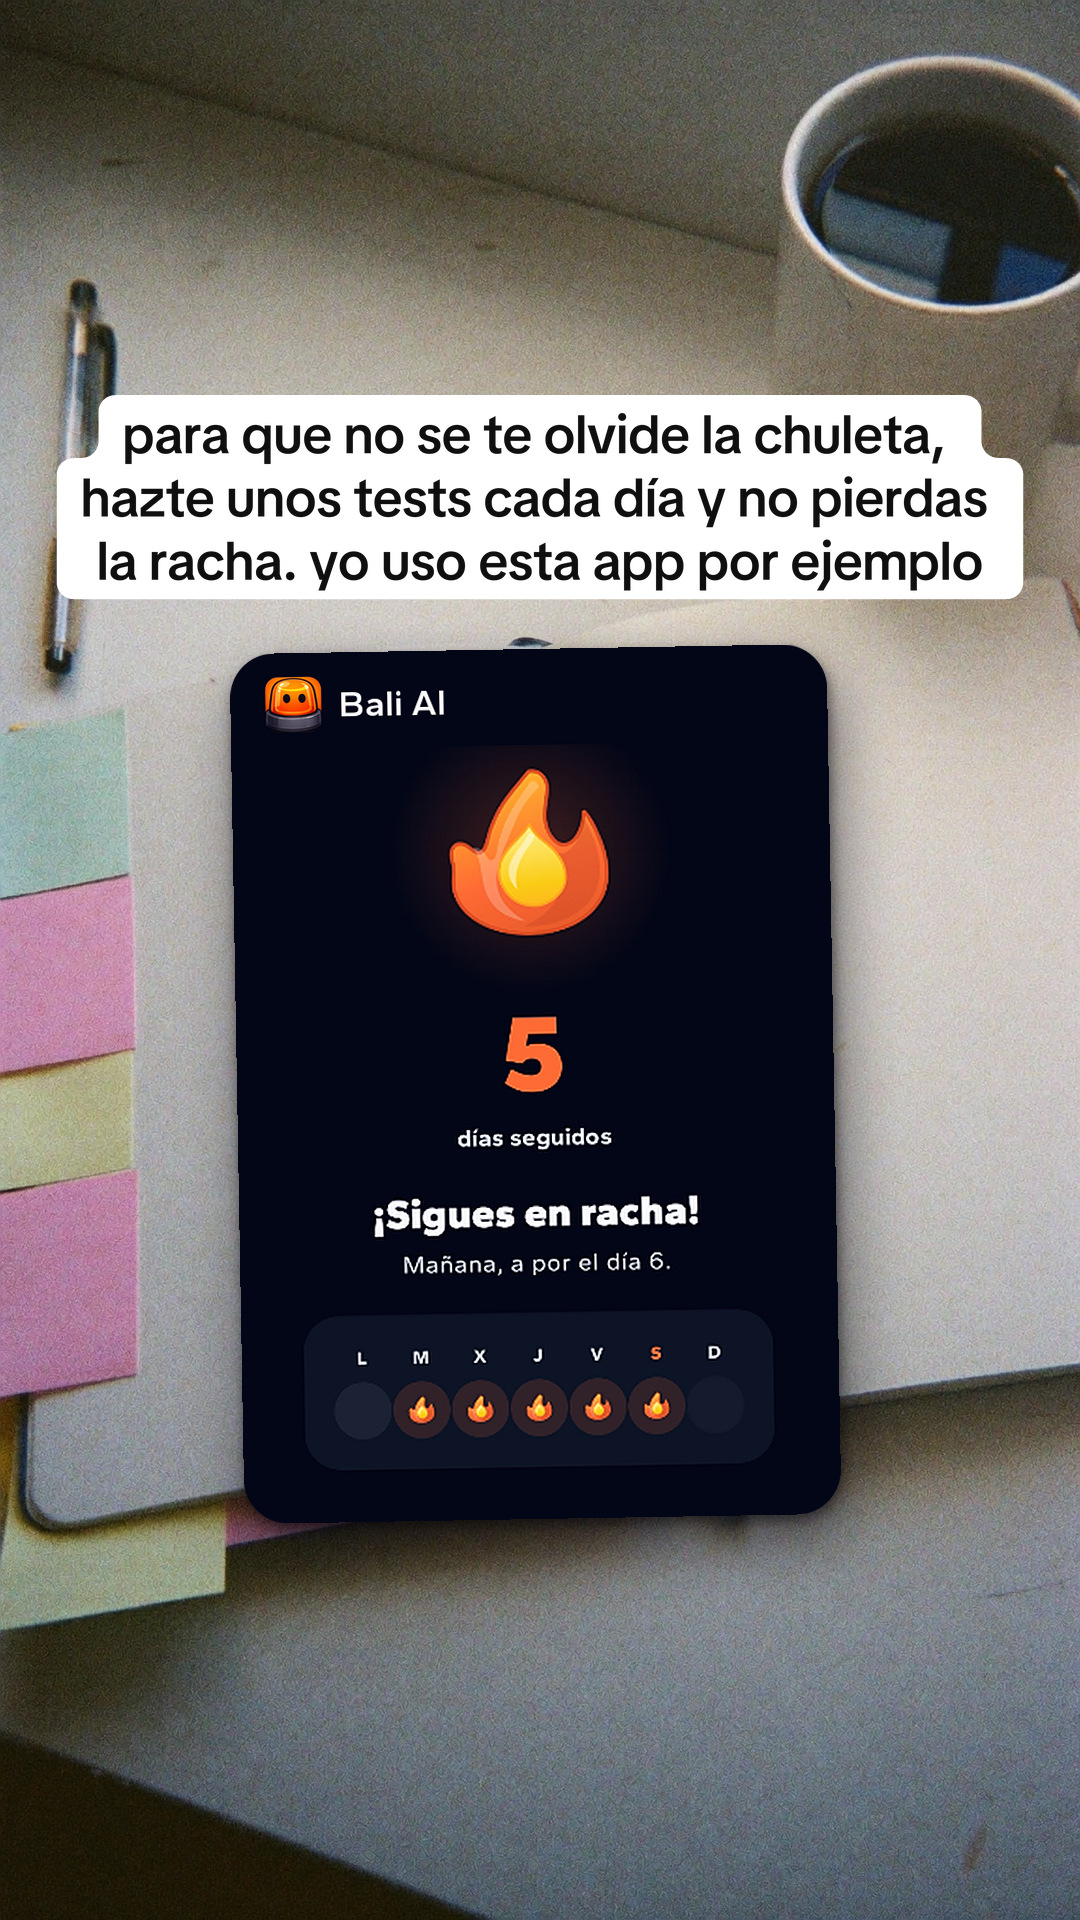 para que no se te olvide la chuleta,
hazte unos tests cada día y no pierdas
la racha. yo uso esta app por ejemplo
Bali AI
5
días seguidos
¡Sigues en racha!
Mañana, a por el día 6.
L M X J V S D